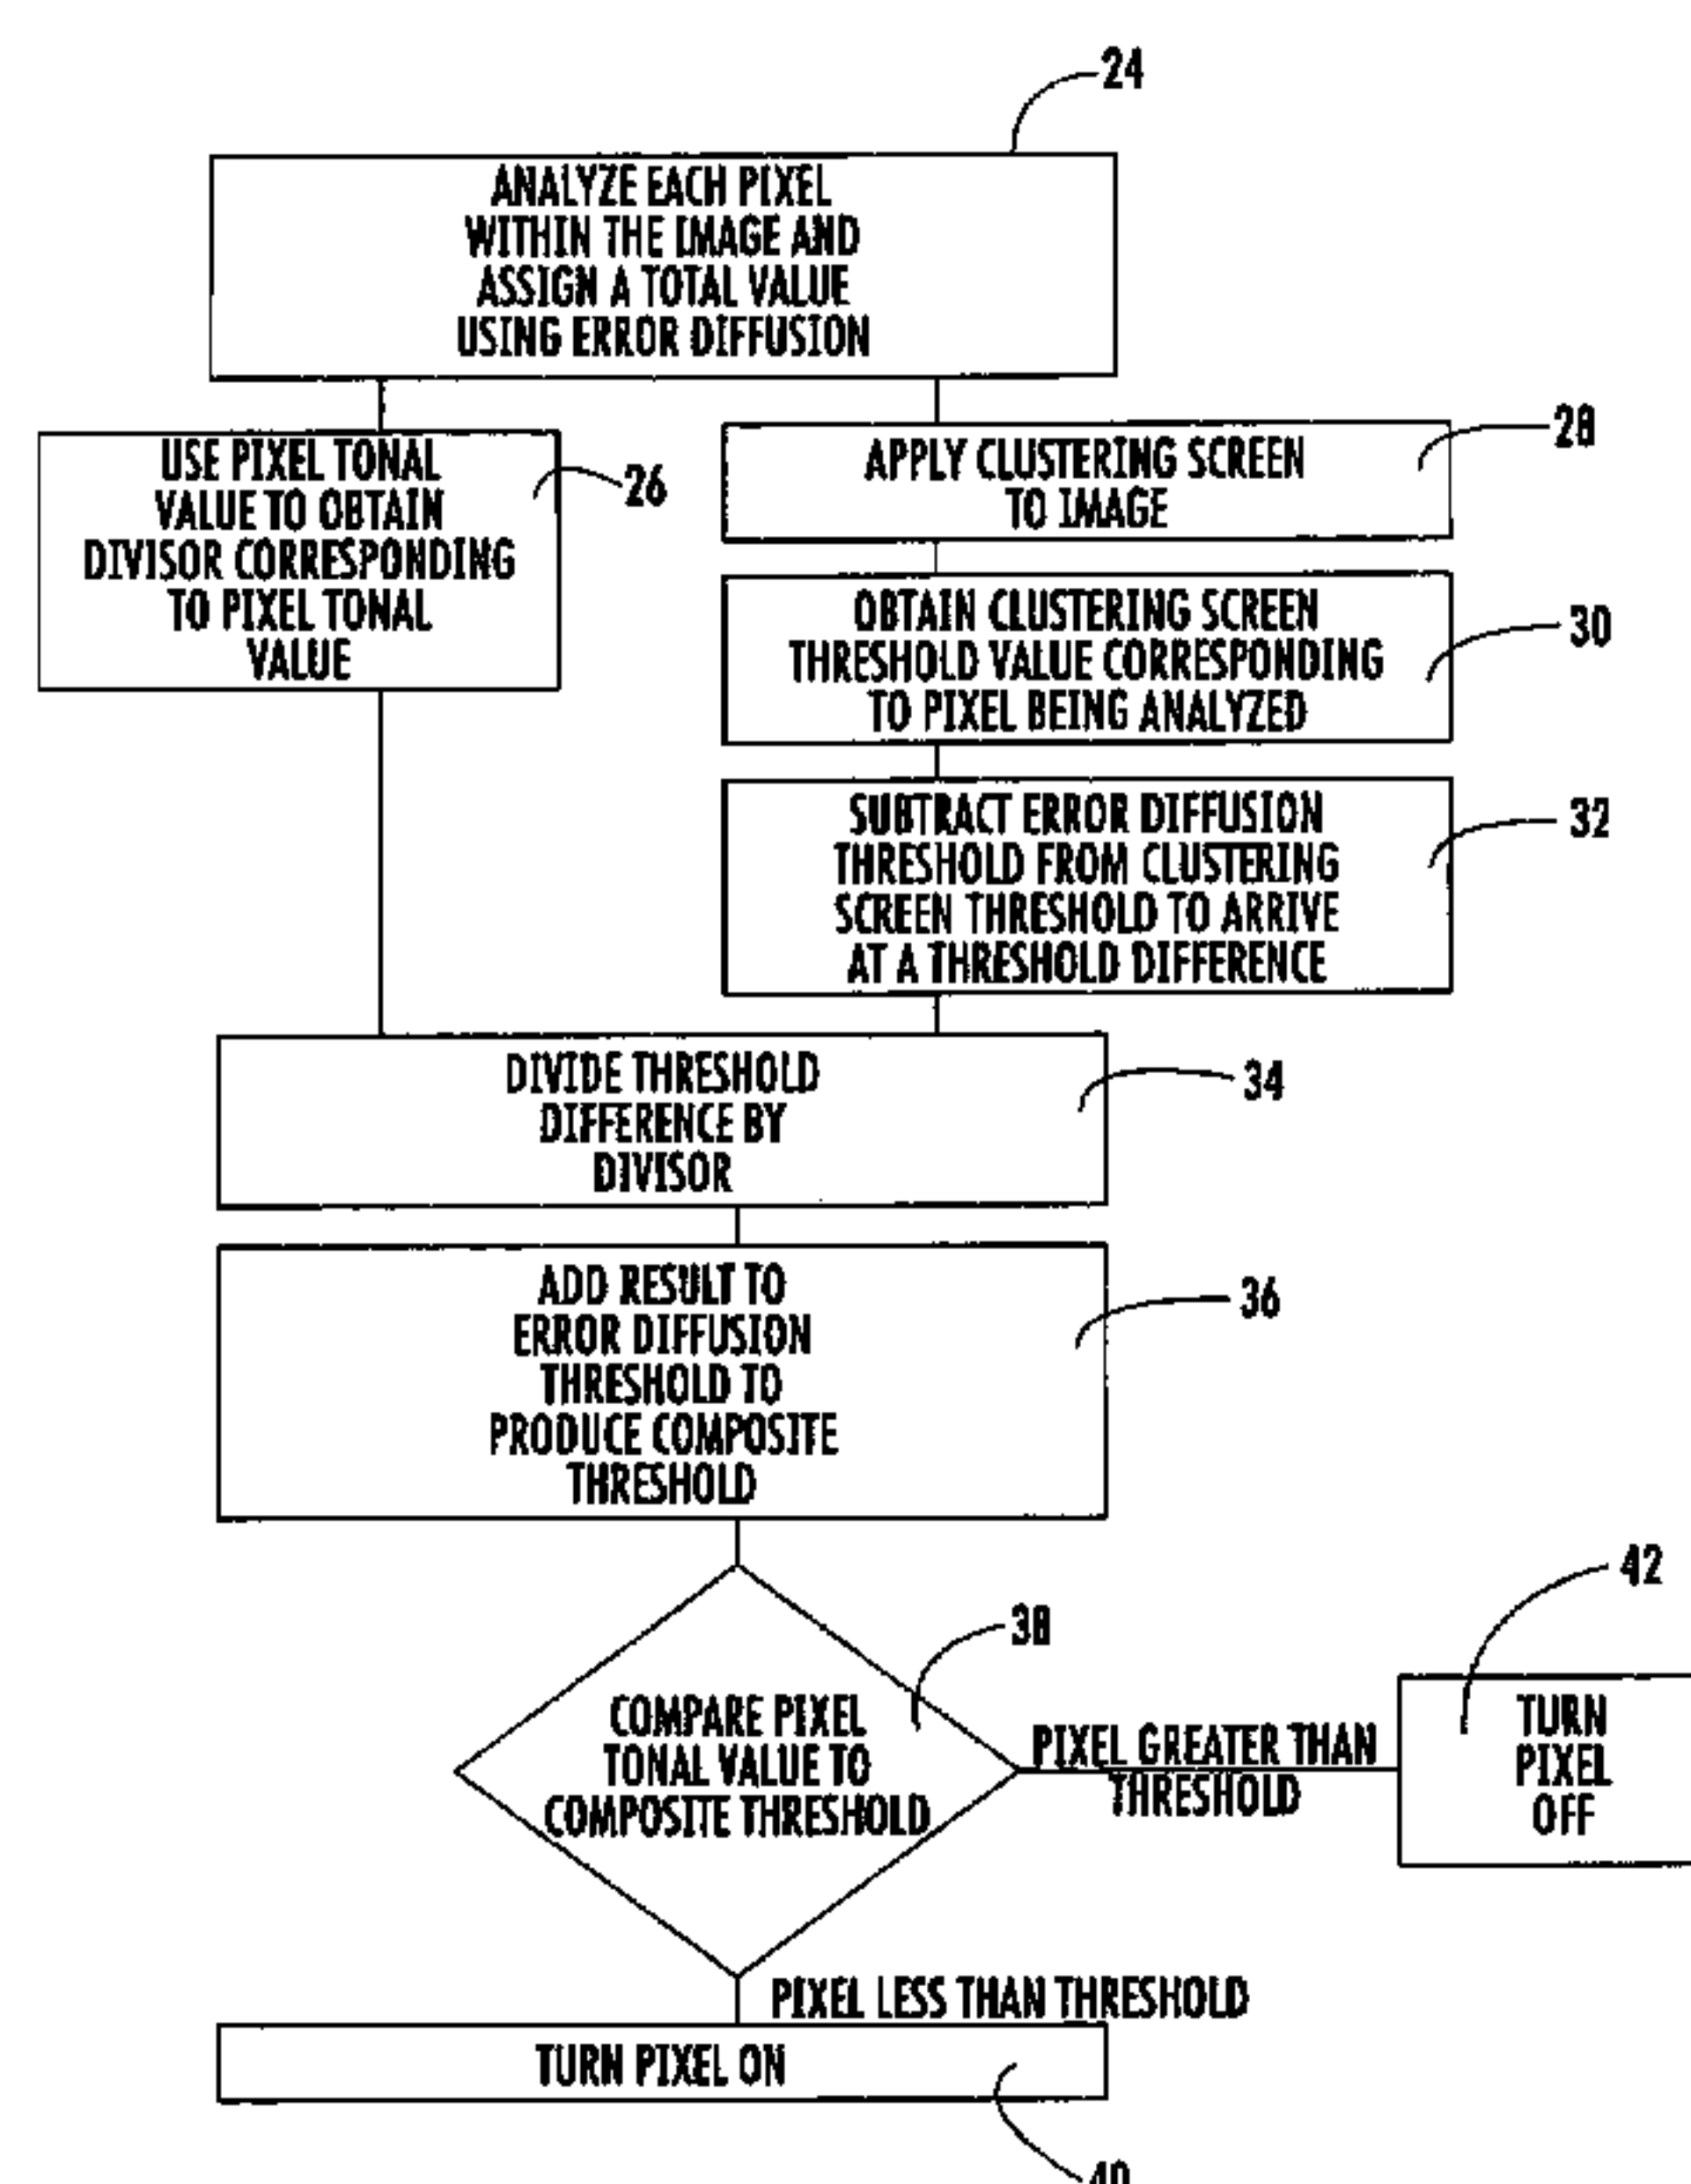 24
ANALYZE EACH PIXEL
WITHIN THE IMAGE AND
ASSIGN A TOTAL VALUE
USING ERROR DIFFUSION
USE PIXEL TONAL
VALUE TO OBTAIN
DIVISOR CORRESPONDING
TO PIXEL TONAL
VALUE
26
APPLY CLUSTERING SCREEN
TO IMAGE
28
OBTAIN CLUSTERING SCREEN
THRESHOLD VALUE CORRESPONDING
TO PIXEL BEING ANALYZED
30
SUBTRACT ERROR DIFFUSION
THRESHOLD FROM CLUSTERING
SCREEN THRESHOLD TO ARRIVE
AT A THRESHOLD DIFFERENCE
32
DIVIDE THRESHOLD
DIFFERENCE BY
DIVISOR
34
ADD RESULT TO
ERROR DIFFUSION
THRESHOLD TO
PRODUCE COMPOSITE
THRESHOLD
36
COMPARE PIXEL
TONAL VALUE TO
COMPOSITE THRESHOLD
38
PIXEL GREATER THAN
THRESHOLD
42
TURN
PIXEL
OFF
PIXEL LESS THAN THRESHOLD
TURN PIXEL ON
40